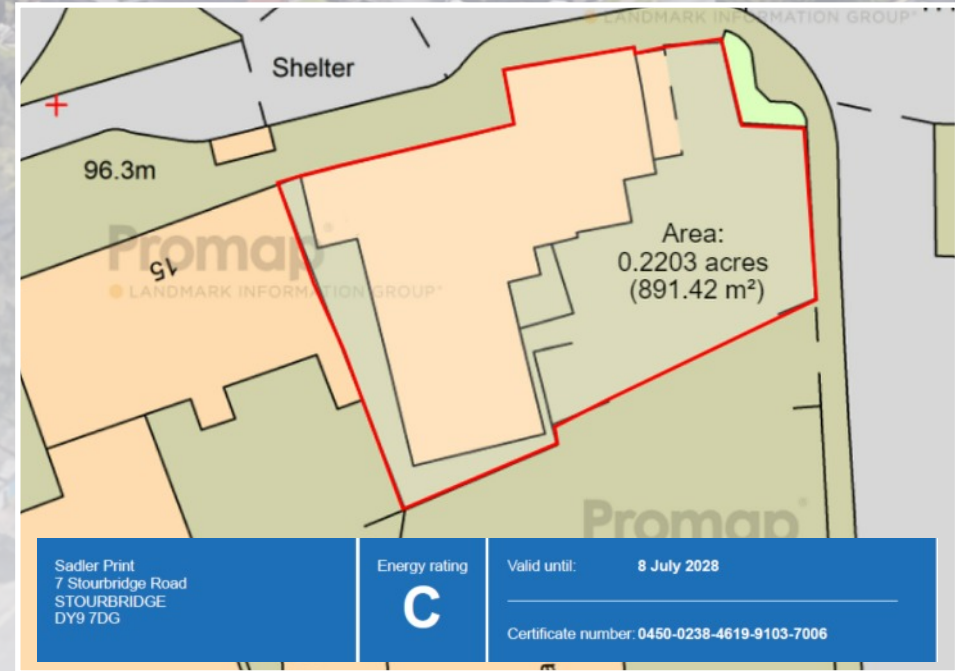 LANDMARK INFORMATION GROUP
Shelter
96.3m
Promap
15
LANDMARK INFORMATION GROUP
Area:
0.2203 acres
(891.42 m²)
Promap
Sadler Print
7 Stourbridge Road
STOURBRIDGE
DY9 7DG
Energy rating
C
Valid until: 8 July 2028
Certificate number: 0450-0238-4619-9103-7006